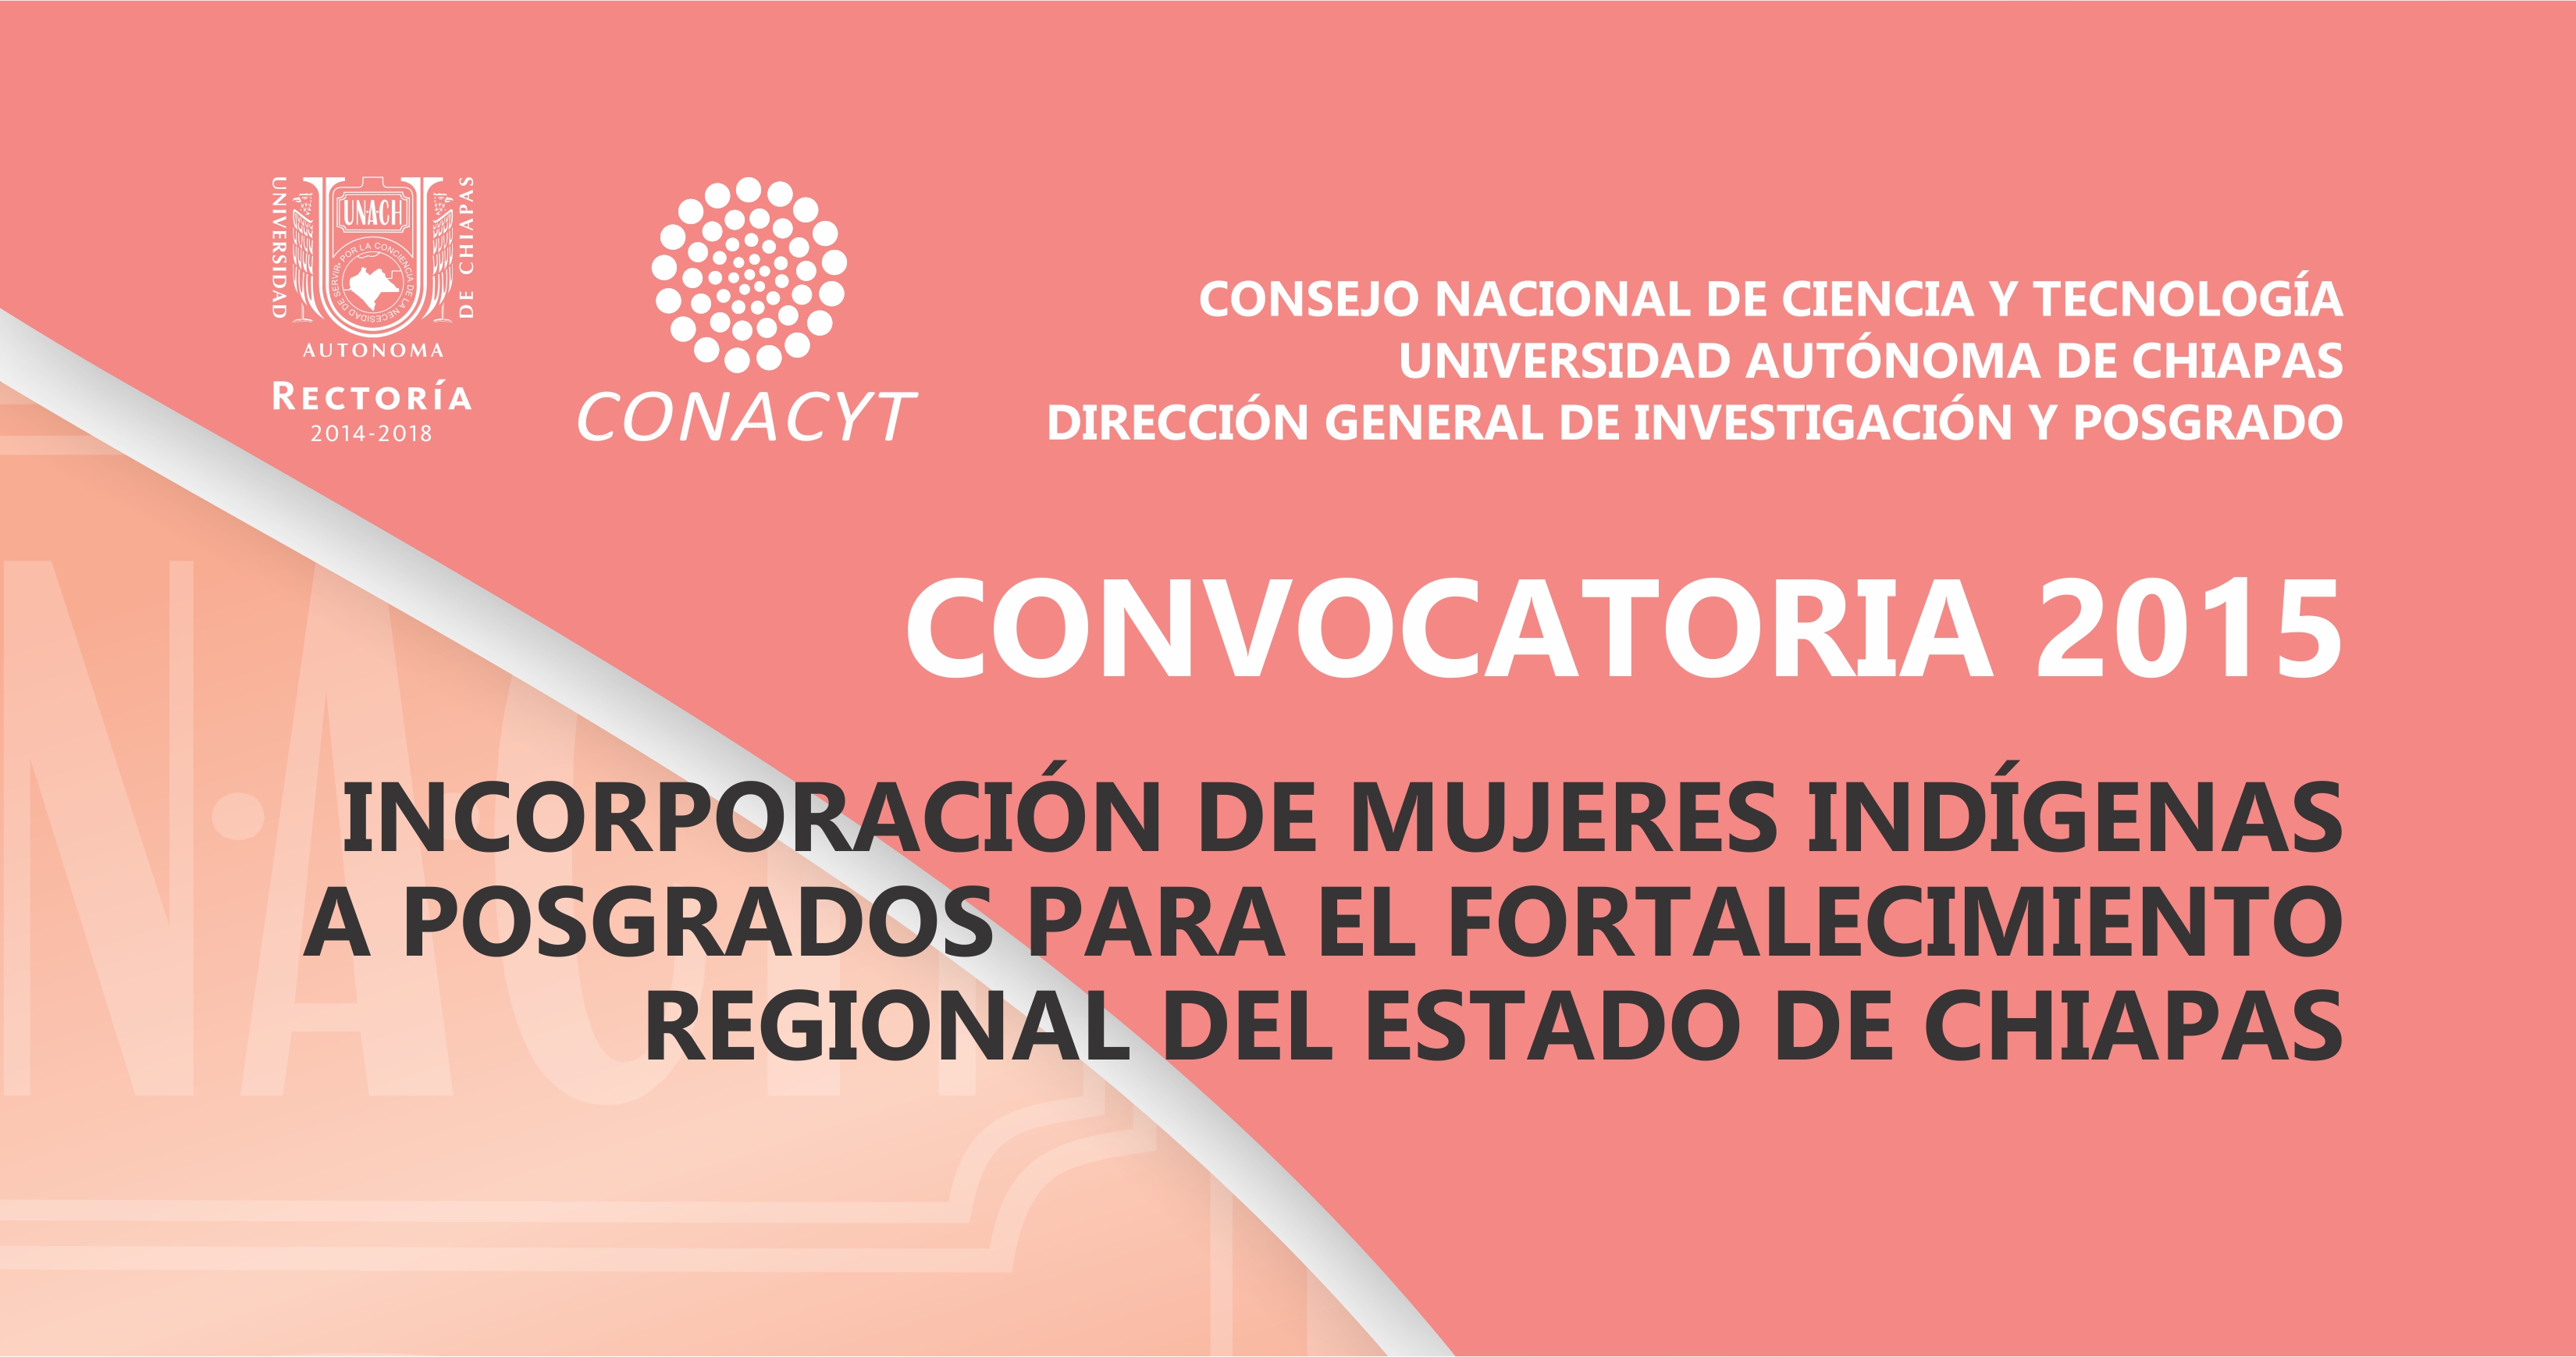 UNIVERSIDAD
DE CHIAPAS
UNACH
POR LA CONCIENCIA DE LA NECESIDAD DE SERVIR
AUTONOMA
RECTORÍA
2014-2018
CONACYT
CONSEJO NACIONAL DE CIENCIA Y TECNOLOGÍA
UNIVERSIDAD AUTÓNOMA DE CHIAPAS
DIRECCIÓN GENERAL DE INVESTIGACIÓN Y POSGRADO
CONVOCATORIA 2015
INCORPORACIÓN DE MUJERES INDÍGENAS
A POSGRADOS PARA EL FORTALECIMIENTO
REGIONAL DEL ESTADO DE CHIAPAS
N·ACH